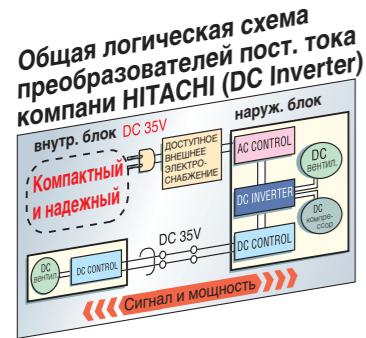 Общая логическая схема
преобразователей пост. тока
компани HITACHI (DC Inverter)
внутр. блок DC 35V
наруж. блок
Компактный
и надежный
ДОСТУПНОЕ
ВНЕШНЕЕ
ЭЛЕКТРО-
СНАБЖЕНИЕ
AC CONTROL
DC
вентил.
DC INVERTER
DC
компре-
ссор
DC CONTROL
DC 35V
DC
вентил.
DC CONTROL
Сигнал и мощность